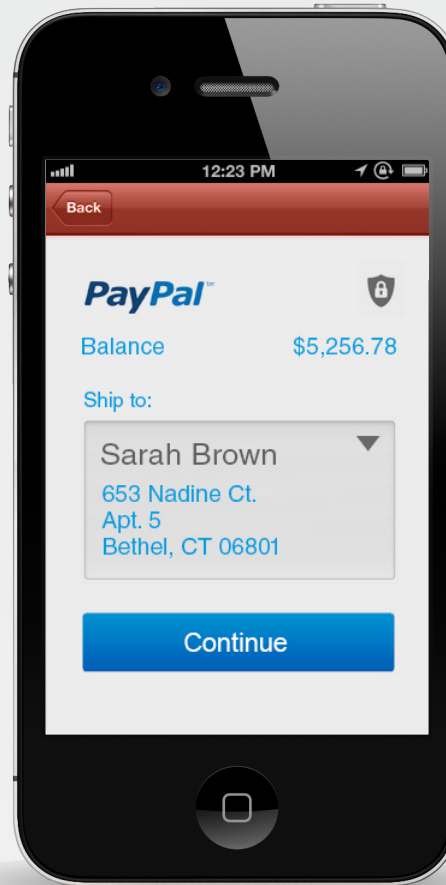 12:23 PM
Back
PayPal™
Balance $5,256.78
Ship to:
Sarah Brown
653 Nadine Ct.
Apt. 5
Bethel, CT 06801
Continue